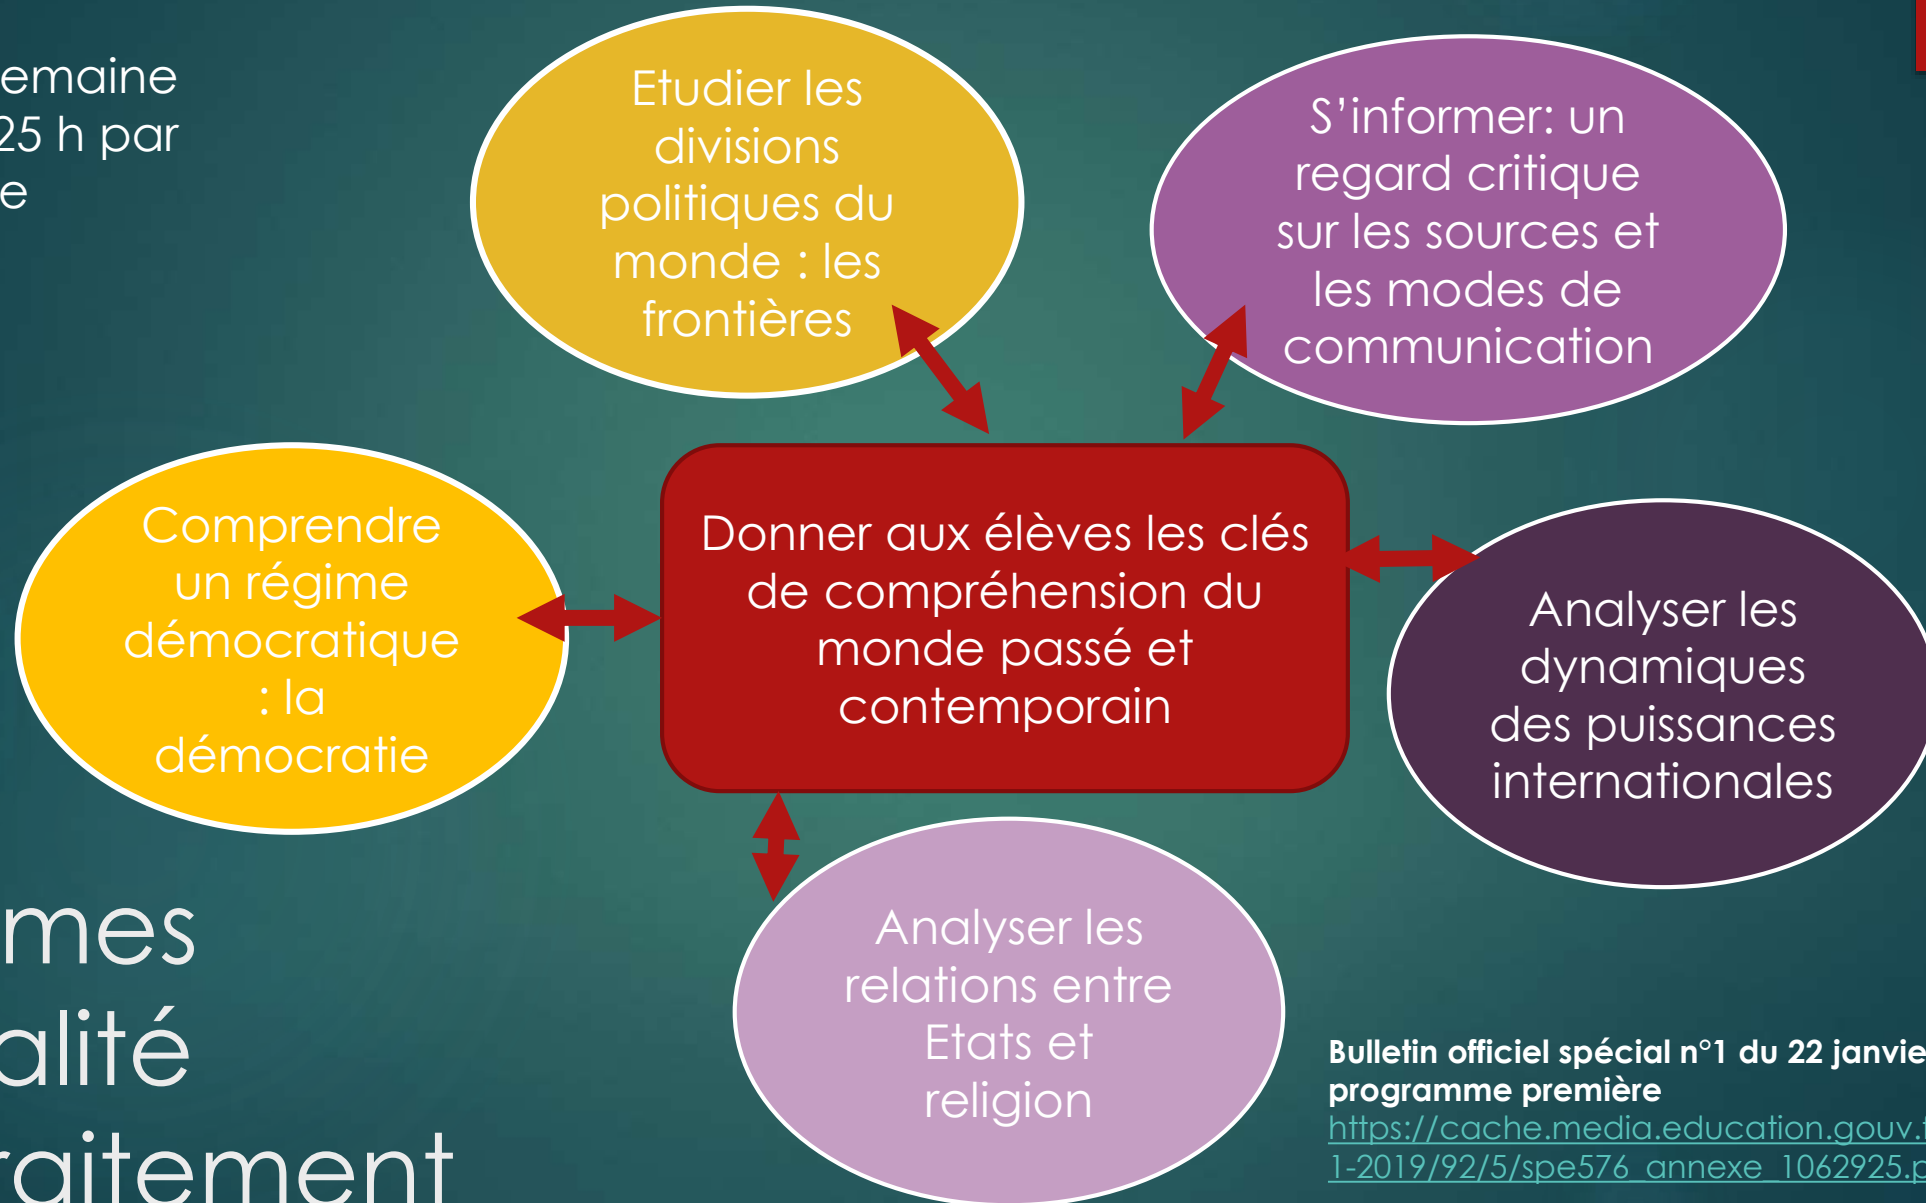 emaine
25 h par
e
Etudier les
divisions
politiques du
monde : les
frontières
S'informer: un
regard critique
sur les sources et
les modes de
communication
Comprendre
un régime
démocratique
: la
démocratie
Donner aux élèves les clés
de compréhension du
monde passé et
contemporain
Analyser les
dynamiques
des puissances
internationales
Analyser les
relations entre
Etats et
religion
mes
alité
raitement
Bulletin officiel spécial n°1 du 22 janvie
programme première
https://cache.media.education.gouv.f
1-2019/92/5/spe576_annexe_1062925.p